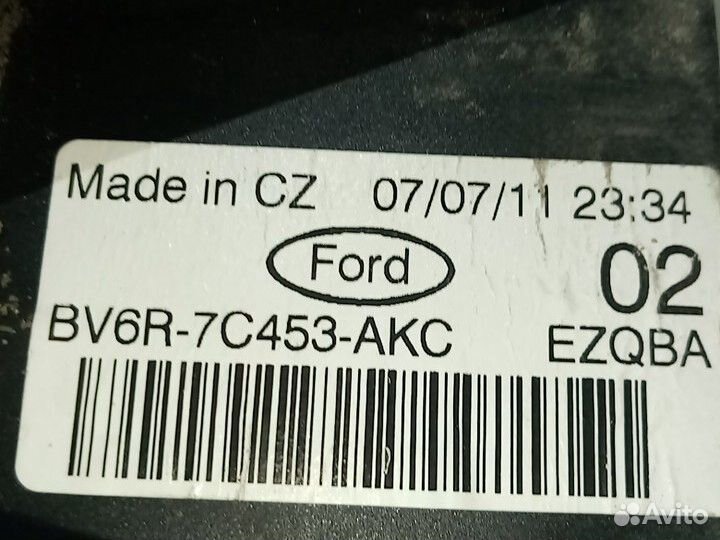 Made in CZ 07/07/11 23:34
Ford 02
BV6R-7C453-AKC EZQBA
Avito